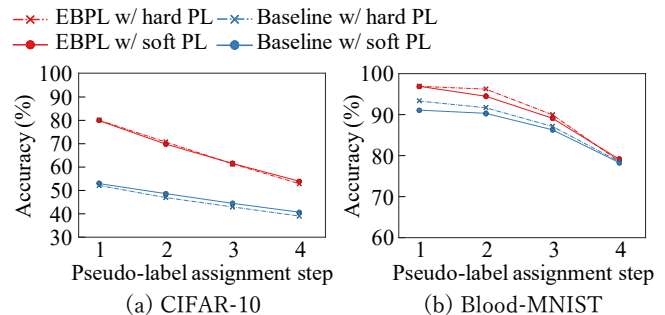 EBPL w/ hard PL Baseline w/ hard PL
EBPL w/ soft PL Baseline w/ soft PL
Accuracy (%)
100
90
80
70
60
50
40
30
1 2 3 4
Pseudo-label assignment step
(a) CIFAR-10
Accuracy (%)
100
90
80
70
60
1 2 3 4
Pseudo-label assignment step
(b) Blood-MNIST